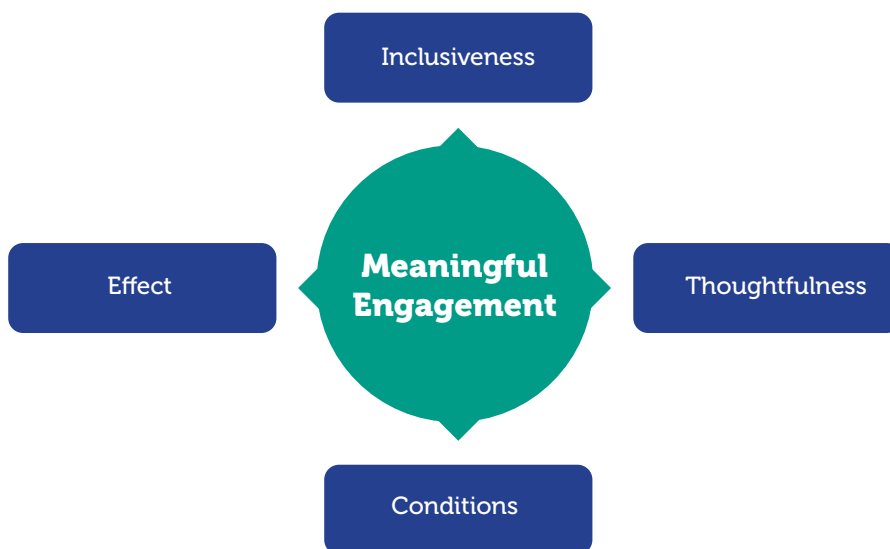 Inclusiveness
Effect
Meaningful
Engagement
Thoughtfulness
Conditions